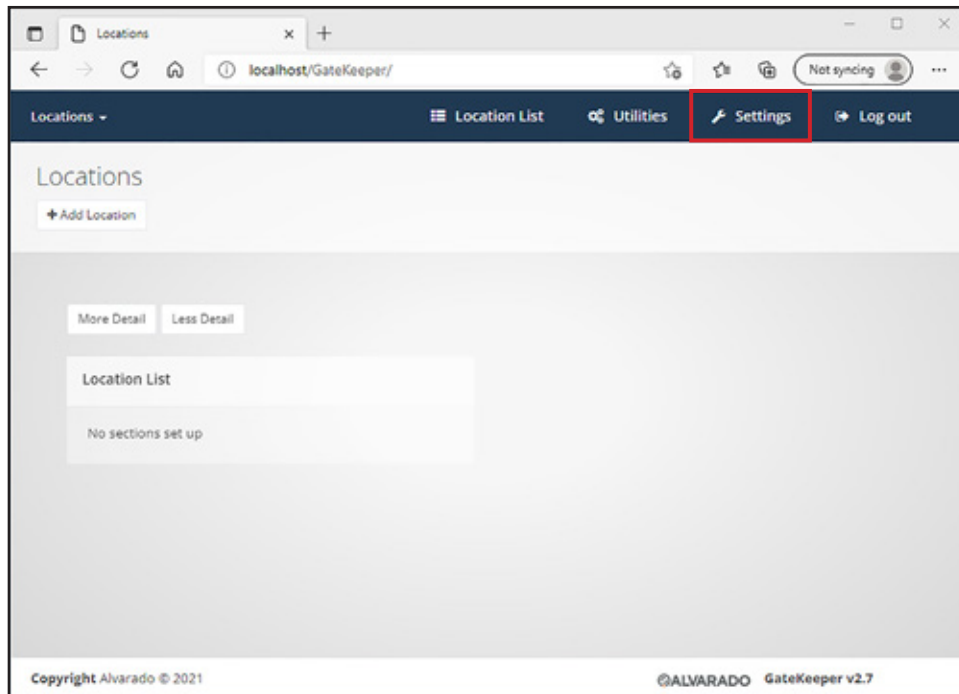 Locations
localhost/GateKeeper/
Not syncing
Locations
Location List
Utilities
Settings
Log out
Locations
+ Add Location
More Detail
Less Detail
Location List
No sections set up
Copyright Alvarado © 2021
ALVARADO
GateKeeper v2.7